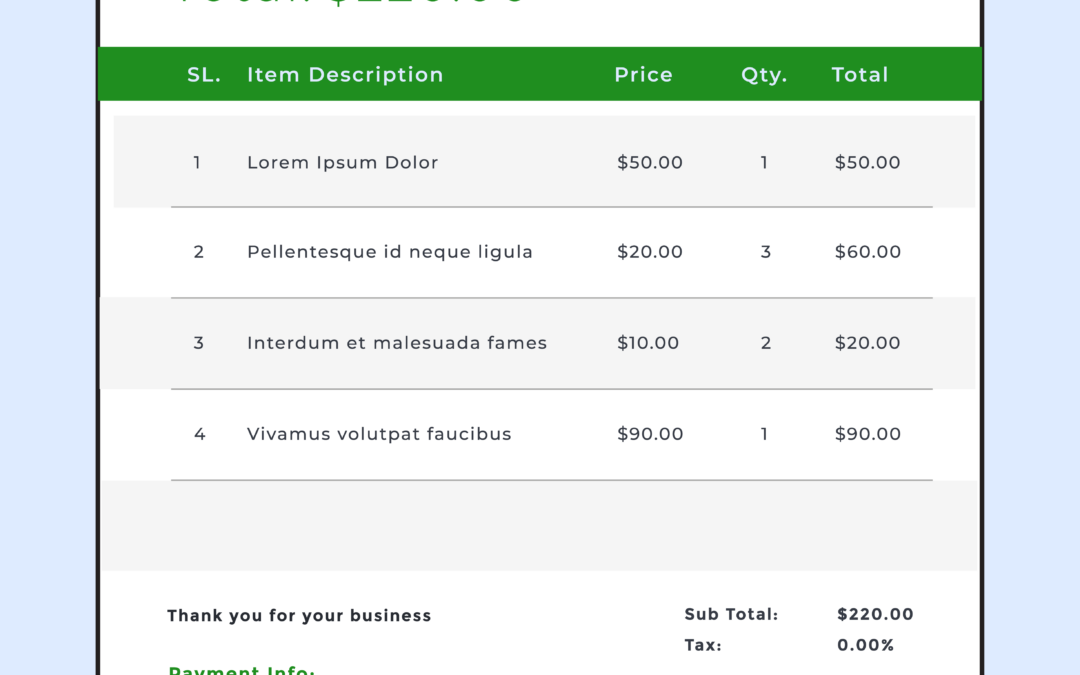 Total: $220.00
SL. Item Description Price Qty. Total
1 Lorem Ipsum Dolor $50.00 1 $50.00
2 Pellentesque id neque ligula $20.00 3 $60.00
3 Interdum et malesuada fames $10.00 2 $20.00
4 Vivamus volutpat faucibus $90.00 1 $90.00
Thank you for your business Sub Total: $220.00
Tax: 0.00%
Payment Info: